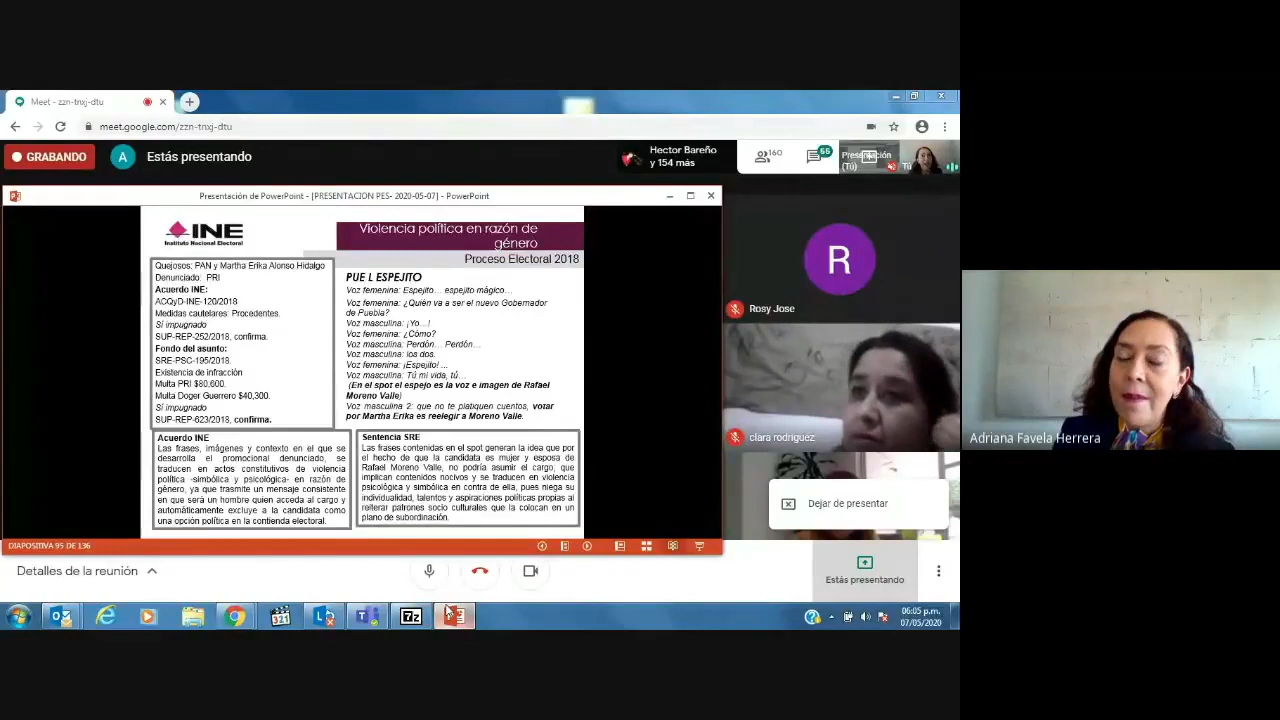 Meet - zzn-tnxj-dtu
meet.google.com/zzn-tnxj-dtu
GRABANDO
A
Estás presentando
Hector Bareño
y 154 más
160
55
Presentación
(Tú)
Tú
Presentación de PowerPoint - [PRESENTACION PES- 2020-05-07] - PowerPoint
INE
Instituto Nacional Electoral
Violencia política en razón de
género
Proceso Electoral 2018
Quejosos: PAN y Martha Erika Alonso Hidalgo
Denunciado: PRI
Acuerdo INE:
ACQyD-INE-120/2018
Medidas cautelares: Procedentes.
Sí impugnado
SUP-REP-252/2018, confirma.
Fondo del asunto:
SRE-PSC-195/2018.
Existencia de infracción
Multa PRI $80,600.
Multa Doger Guerrero $40,300.
Sí impugnado
SUP-REP-623/2018, confirma.
PUE L ESPEJITO
Voz femenina: Espejito… espejito mágico…
Voz femenina: ¿Quién va a ser el nuevo Gobernador
de Puebla?
Voz masculina: ¡Yo…!
Voz femenina: ¿Cómo?
Voz masculina: Perdón… Perdón…
Voz masculina: los dos.
Voz femenina: ¡Espejito! ...
Voz masculina: Tú mi vida, tú…
(En el spot el espejo es la voz e imagen de Rafael
Moreno Valle)
Voz masculina 2: que no te platiquen cuentos, votar
por Martha Erika es reelegir a Moreno Valle.
Acuerdo INE
Las frases, imágenes y contexto en el que se
desarrolla el promocional denunciado, se
traducen en actos constitutivos de violencia
política -simbólica y psicológica- en razón de
género, ya que trasmite un mensaje consistente
en que será un hombre quien acceda al cargo y
automáticamente excluye a la candidata como
una opción política en la contienda electoral.
Sentencia SRE
Las frases contenidas en el spot generan la idea que por
el hecho de que la candidata es mujer y esposa de
Rafael Moreno Valle, no podría asumir el cargo, que
implican contenidos nocivos y se traducen en violencia
psicológica y simbólica en contra de ella, pues niega su
individualidad, talentos y aspiraciones políticas propias al
reiterar patrones socio culturales que la colocan en un
plano de subordinación.
DIAPOSITIVA 95 DE 136
R
Rosy Jose
clara rodriguez
Dejar de presentar
Adriana Favela Herrera
Detalles de la reunión
Estás presentando
321
7z
06:05 p.m.
07/05/2020